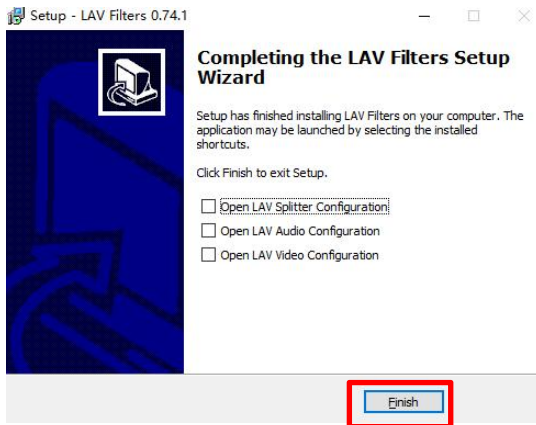 Setup - LAV Filters 0.74.1
Completing the LAV Filters Setup
Wizard
Setup has finished installing LAV Filters on your computer. The
application may be launched by selecting the installed
shortcuts.
Click Finish to exit Setup.
Open LAV Splitter Configuration
Open LAV Audio Configuration
Open LAV Video Configuration
Finish